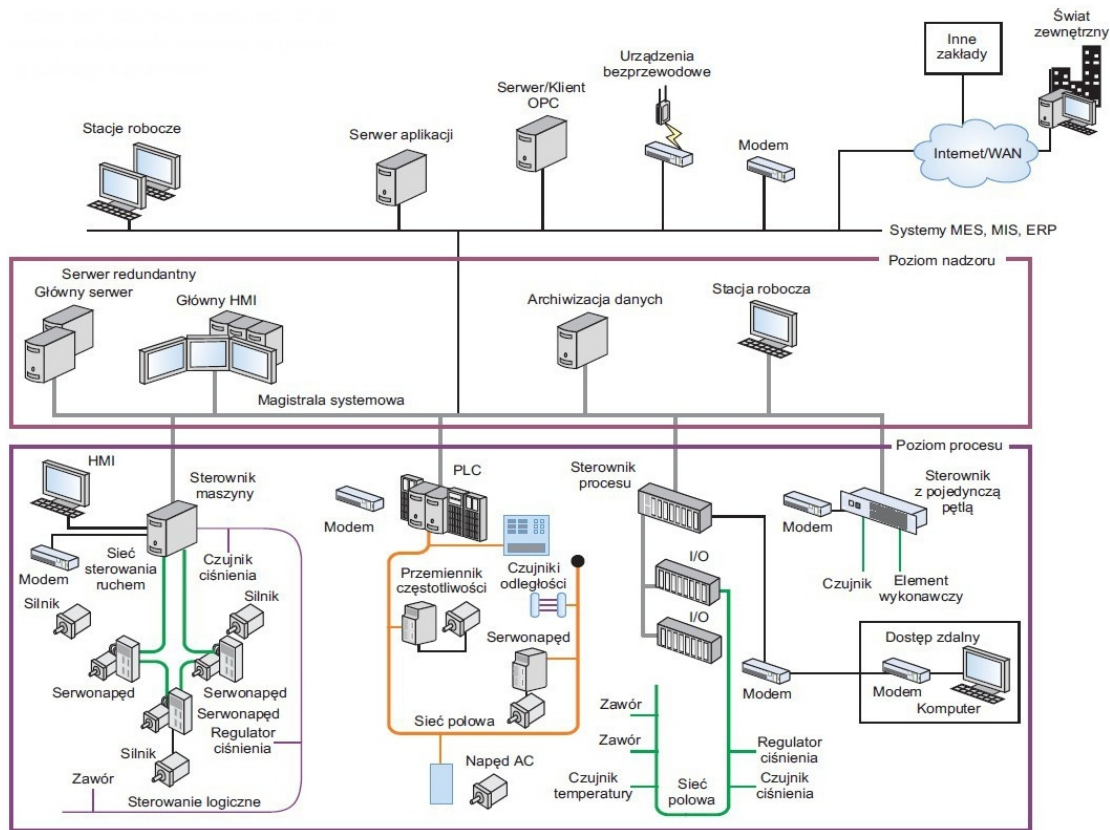 Świat
zewnętrzny
Inne
zakłady
Urządzenia
bezprzewodowe
Serwer/Klient
OPC
Stacje robocze
Serwer aplikacji
Modem
Internet/WAN
Systemy MES, MIS, ERP
Poziom nadzoru
Serwer redundantny
Główny serwer
Główny HMI
Archiwizacja danych
Stacja robocza
Magistrala systemowa
Poziom procesu
HMI
Sterownik
maszyny
PLC
Sterownik
procesu
Sterownik
z pojedynczą
pętlą
Modem
Modem
Modem
Sieć
sterowania
ruchem
Czujnik
ciśnienia
Przemiennik
częstotliwości
Czujniki
odległości
I/O
I/O
Czujnik
Element
wykonawczy
Silnik
Silnik
Serwonapęd
Serwonapęd
Serwonapęd
Serwonapęd
Regulator
ciśnienia
Silnik
Zawór
Sterowanie logiczne
Sieć polowa
Napęd AC
Modem
Dostęp zdalny
Modem
Komputer
Zawór
Zawór
Czujnik
temperatury
Sieć
polowa
Regulator
ciśnienia
Czujnik
ciśnienia